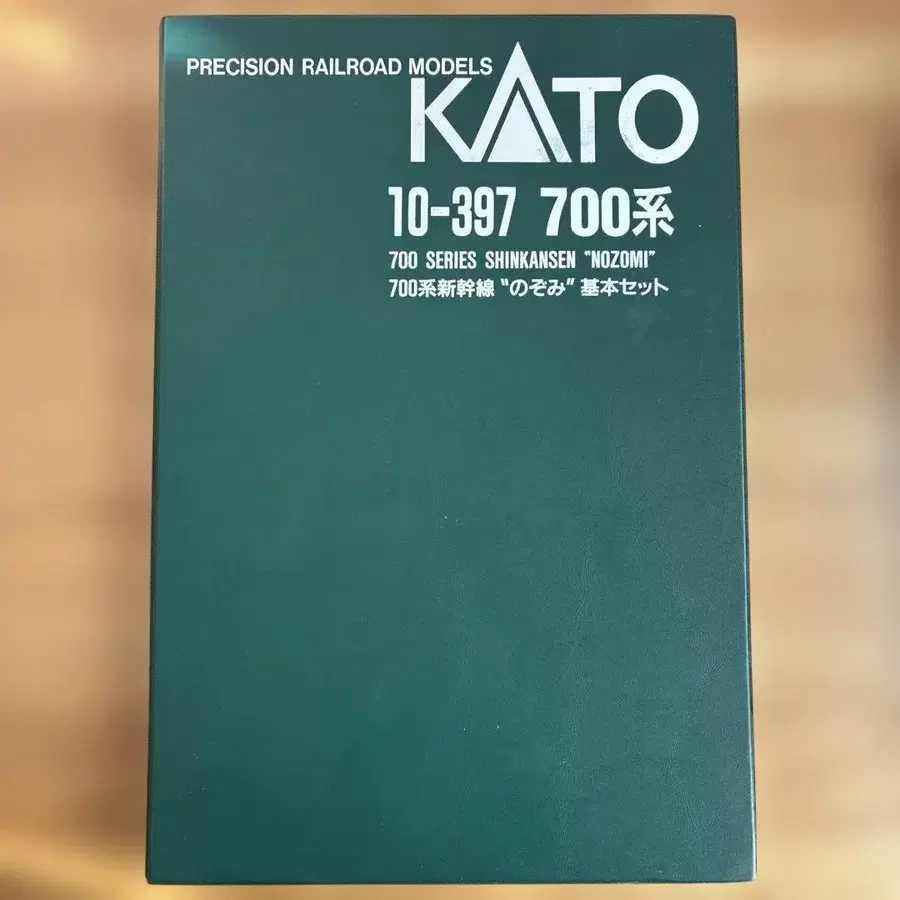 PRECISION RAILROAD MODELS
KATO
10-397 700系
700 SERIES SHINKANSEN "NOZOMI"
700系新幹線 "のぞみ" 基本セット